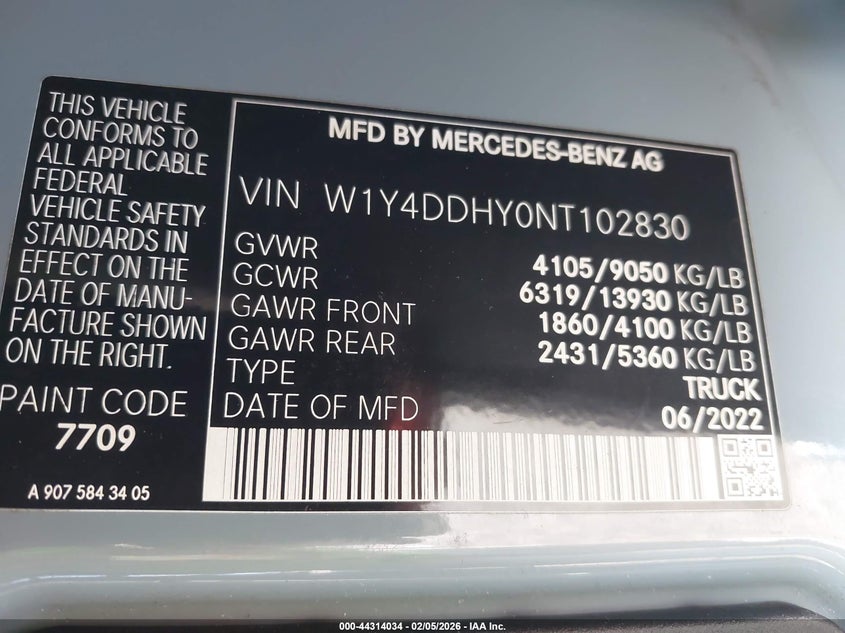 THIS VEHICLE
CONFORMS TO
ALL APPLICABLE
FEDERAL
VEHICLE SAFETY
STANDARDS IN
EFFECT ON THE
DATE OF MANU-
FACTURE SHOWN
ON THE RIGHT.
PAINT CODE
7709
A 907 584 34 05
MFD BY MERCEDES-BENZ AG
VIN W1Y4DDHY0NT102830
GVWR 4105/9050 KG/LB
GCWR 6319/13930 KG/LB
GAWR FRONT 1860/4100 KG/LB
GAWR REAR 2431/5360 KG/LB
TYPE TRUCK
DATE OF MFD 06/2022
000-44314034 | 02/05/2026 - IAA Inc.